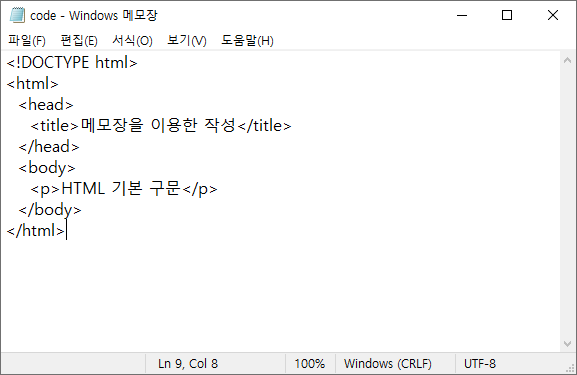 code - Windows 메모장
파일(F) 편집(E) 서식(O) 보기(V) 도움말(H)
<!DOCTYPE html>
<html>
<head>
<title>메모장을 이용한 작성</title>
</head>
<body>
<p>HTML 기본 구문</p>
</body>
</html>
Ln 9, Col 8 100% Windows (CRLF) UTF-8